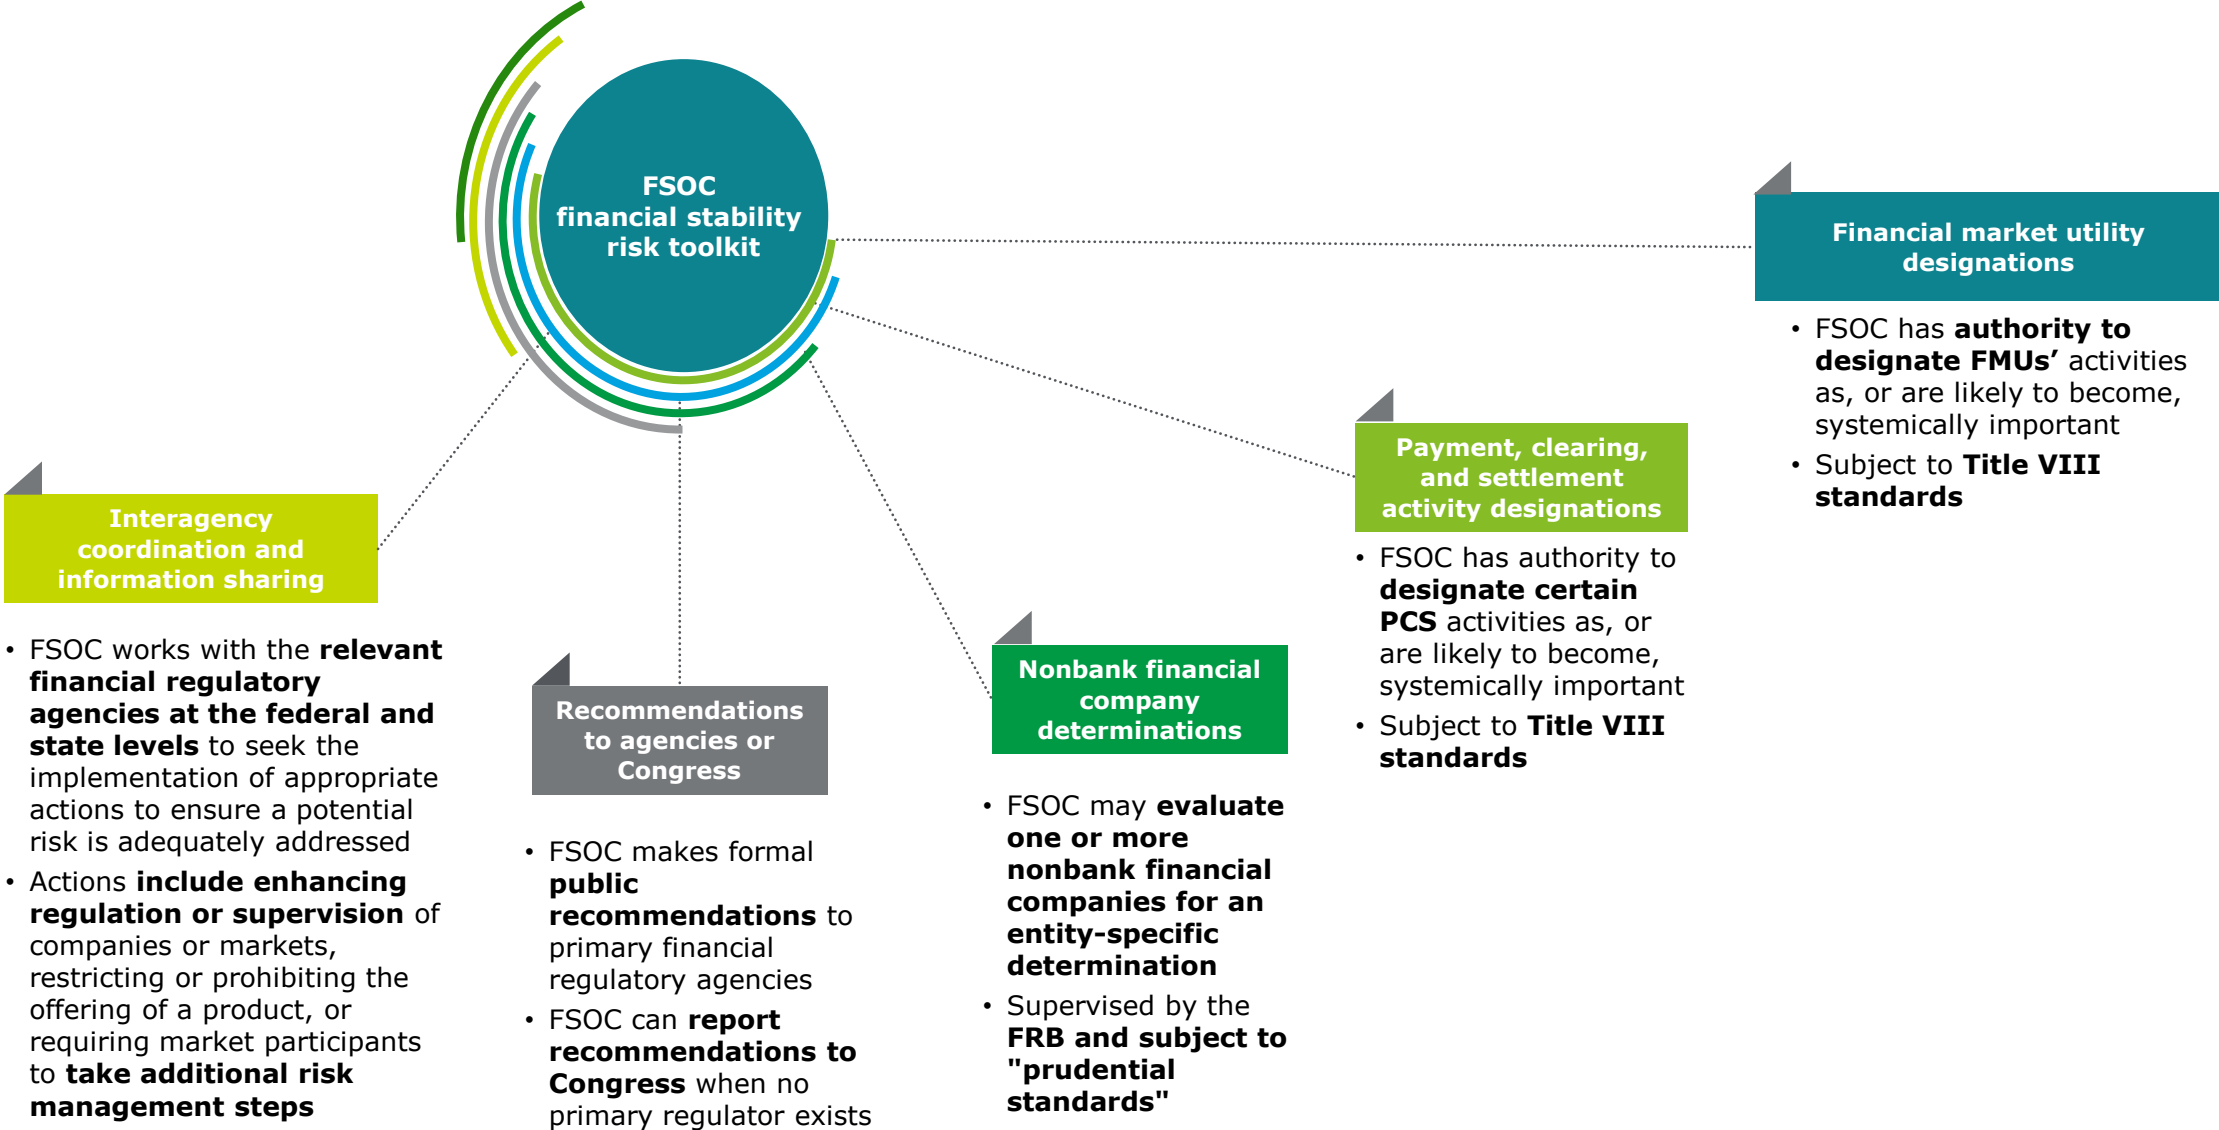 FSOC
financial stability
risk toolkit
Interagency
coordination and
information sharing
• FSOC works with the relevant
financial regulatory
agencies at the federal and
state levels to seek the
implementation of appropriate
actions to ensure a potential
risk is adequately addressed
• Actions include enhancing
regulation or supervision of
companies or markets,
restricting or prohibiting the
offering of a product, or
requiring market participants
to take additional risk
management steps
Recommendations
to agencies or
Congress
• FSOC makes formal
public
recommendations to
primary financial
regulatory agencies
• FSOC can report
recommendations to
Congress when no
primary regulator exists
Nonbank financial
company
determinations
• FSOC may evaluate
one or more
nonbank financial
companies for an
entity-specific
determination
• Supervised by the
FRB and subject to
"prudential
standards"
Payment, clearing,
and settlement
activity designations
• FSOC has authority to
designate certain
PCS activities as, or
are likely to become,
systemically important
• Subject to Title VIII
standards
Financial market utility
designations
• FSOC has authority to
designate FMUs’ activities
as, or are likely to become,
systemically important
• Subject to Title VIII
standards